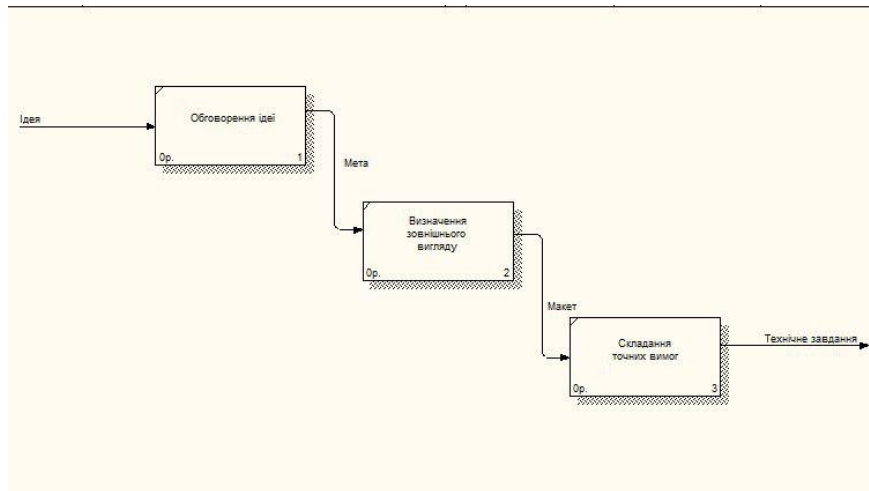 Ідея
Обговорення ідеї
0р.
1
Мета
Визначення
зовнішнього
вигляду
0р.
2
Макет
Складання
точних вимог
0р.
3
Технічне завдання